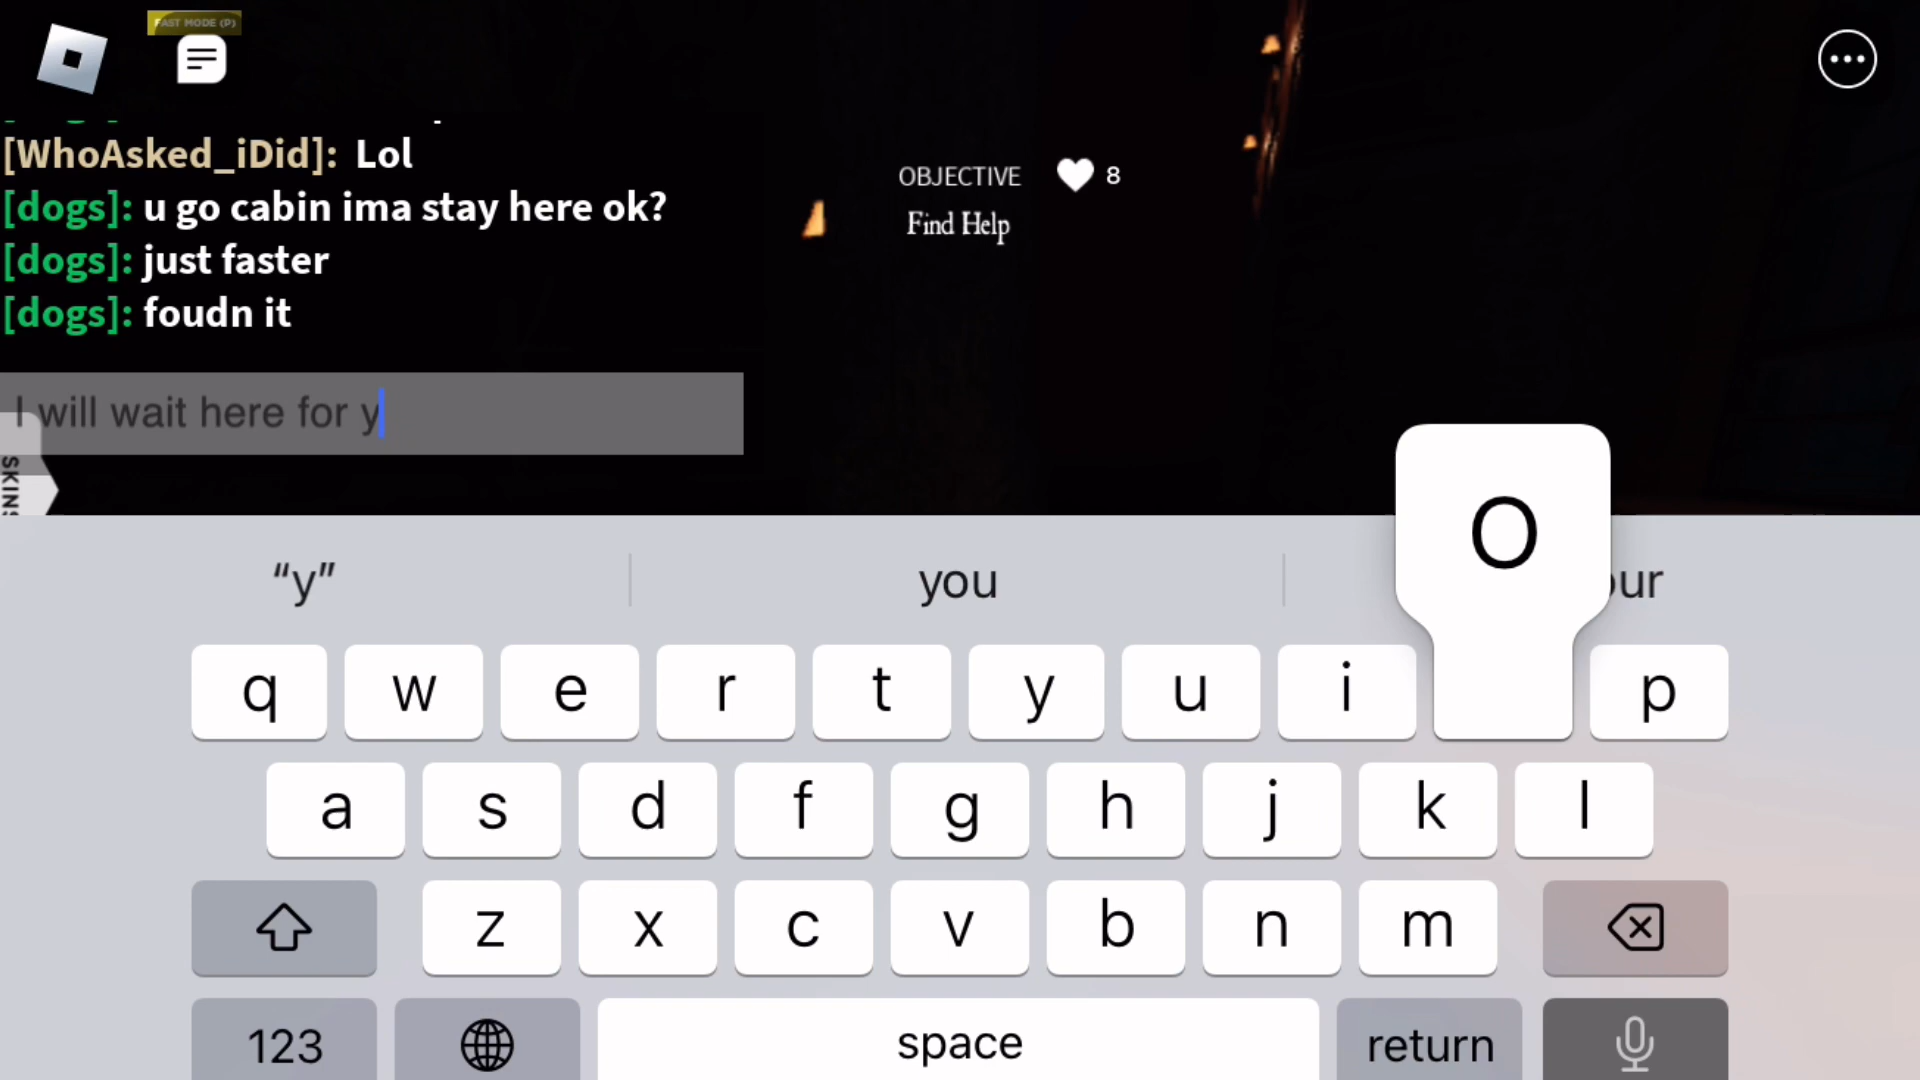 FAST MODE (P)
[WhoAsked_iDid]: Lol
[dogs]: u go cabin ima stay here ok?
[dogs]: just faster
[dogs]: foudn it
OBJECTIVE 8
Find Help
I will wait here for y
SKINS
“y” you our
O
q w e r t y u i p
a s d f g h j k l
z x c v b n m
123 space return